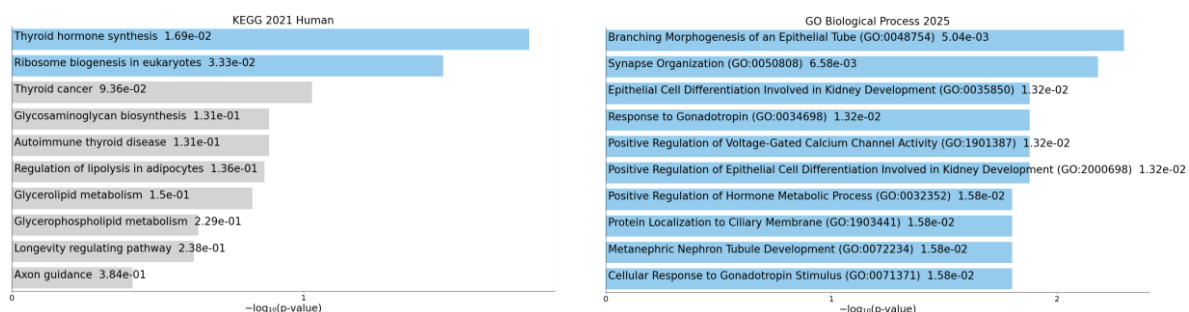 KEGG 2021 Human
Thyroid hormone synthesis 1.69e-02
Ribosome biogenesis in eukaryotes 3.33e-02
Thyroid cancer 9.36e-02
Glycosaminoglycan biosynthesis 1.31e-01
Autoimmune thyroid disease 1.31e-01
Regulation of lipolysis in adipocytes 1.36e-01
Glycerolipid metabolism 1.5e-01
Glycerophospholipid metabolism 2.29e-01
Longevity regulating pathway 2.38e-01
Axon guidance 3.84e-01
0 1
−log₁₀(p-value)
GO Biological Process 2025
Branching Morphogenesis of an Epithelial Tube (GO:0048754) 5.04e-03
Synapse Organization (GO:0050808) 6.58e-03
Epithelial Cell Differentiation Involved in Kidney Development (GO:0035850) 1.32e-02
Response to Gonadotropin (GO:0034698) 1.32e-02
Positive Regulation of Voltage-Gated Calcium Channel Activity (GO:1901387) 1.32e-02
Positive Regulation of Epithelial Cell Differentiation Involved in Kidney Development (GO:2000698) 1.32e-02
Positive Regulation of Hormone Metabolic Process (GO:0032352) 1.58e-02
Protein Localization to Ciliary Membrane (GO:1903441) 1.58e-02
Metanephric Nephron Tubule Development (GO:0072234) 1.58e-02
Cellular Response to Gonadotropin Stimulus (GO:0071371) 1.58e-02
0 1 2
−log₁₀(p-value)